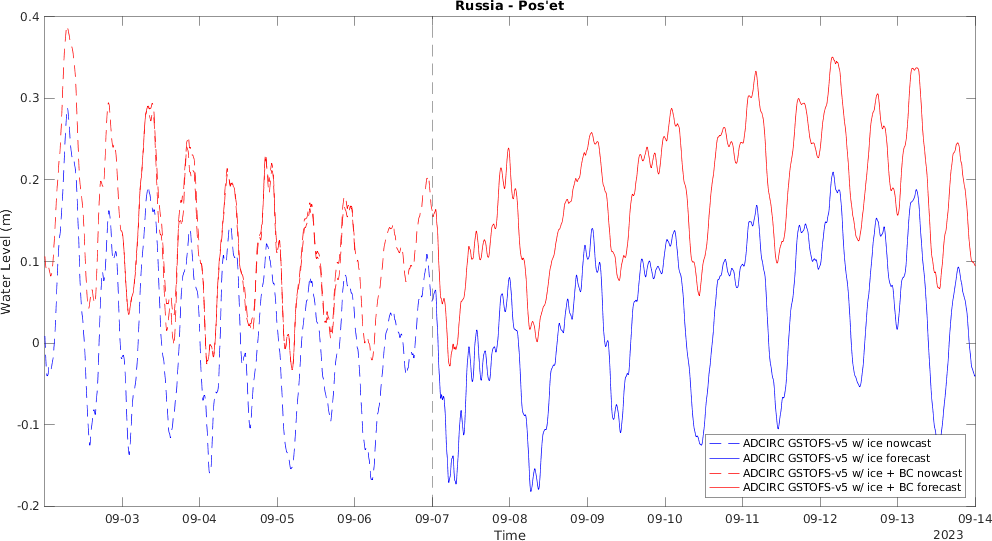 Russia - Pos'et
Water Level (m)
0.4
0.3
0.2
0.1
0
-0.1
-0.2
ADCIRC GSTOFS-v5 w/ ice nowcast
ADCIRC GSTOFS-v5 w/ ice forecast
ADCIRC GSTOFS-v5 w/ ice + BC nowcast
ADCIRC GSTOFS-v5 w/ ice + BC forecast
09-03 09-04 09-05 09-06 09-07 09-08 09-09 09-10 09-11 09-12 09-13 09-14
2023
Time